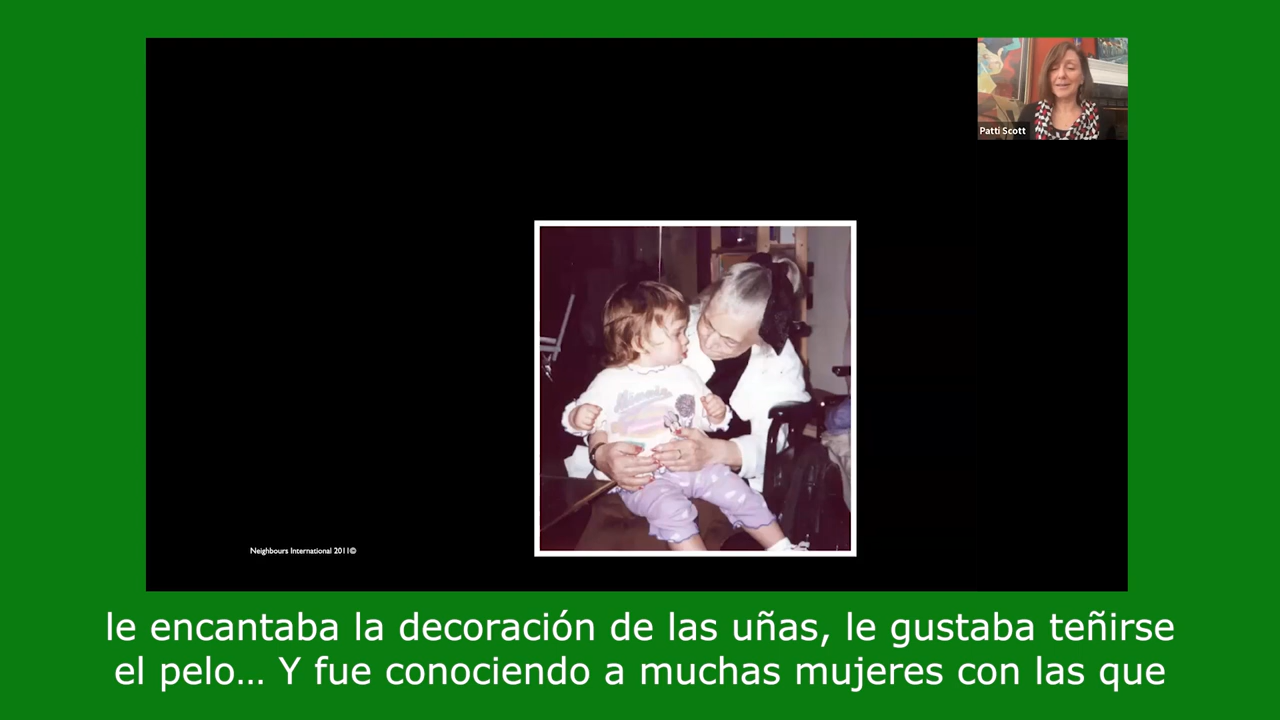 Patti Scott
Minnie
Neighbours International 2011©
le encantaba la decoración de las uñas, le gustaba teñirse
el pelo... Y fue conociendo a muchas mujeres con las que